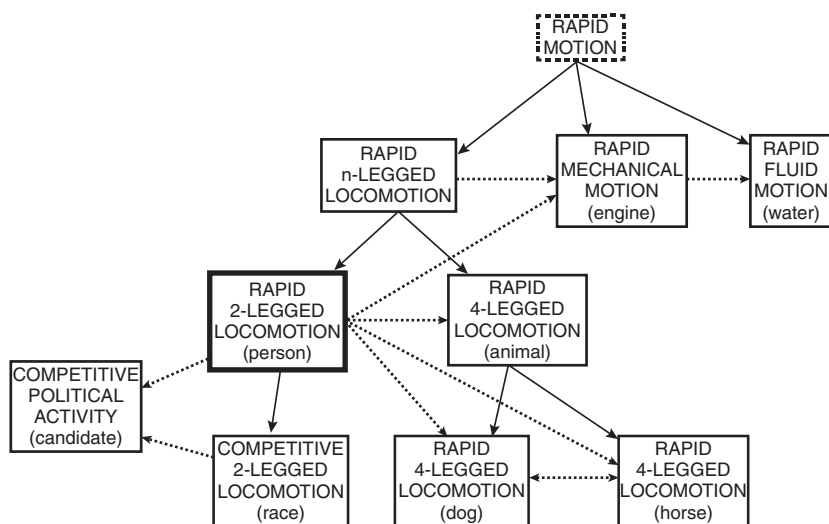 RAPID
MOTION
RAPID
n-LEGGED
LOCOMOTION
RAPID
MECHANICAL
MOTION
(engine)
RAPID
FLUID
MOTION
(water)
RAPID
2-LEGGED
LOCOMOTION
(person)
RAPID
4-LEGGED
LOCOMOTION
(animal)
COMPETITIVE
POLITICAL
ACTIVITY
(candidate)
COMPETITIVE
2-LEGGED
LOCOMOTION
(race)
RAPID
4-LEGGED
LOCOMOTION
(dog)
RAPID
4-LEGGED
LOCOMOTION
(horse)